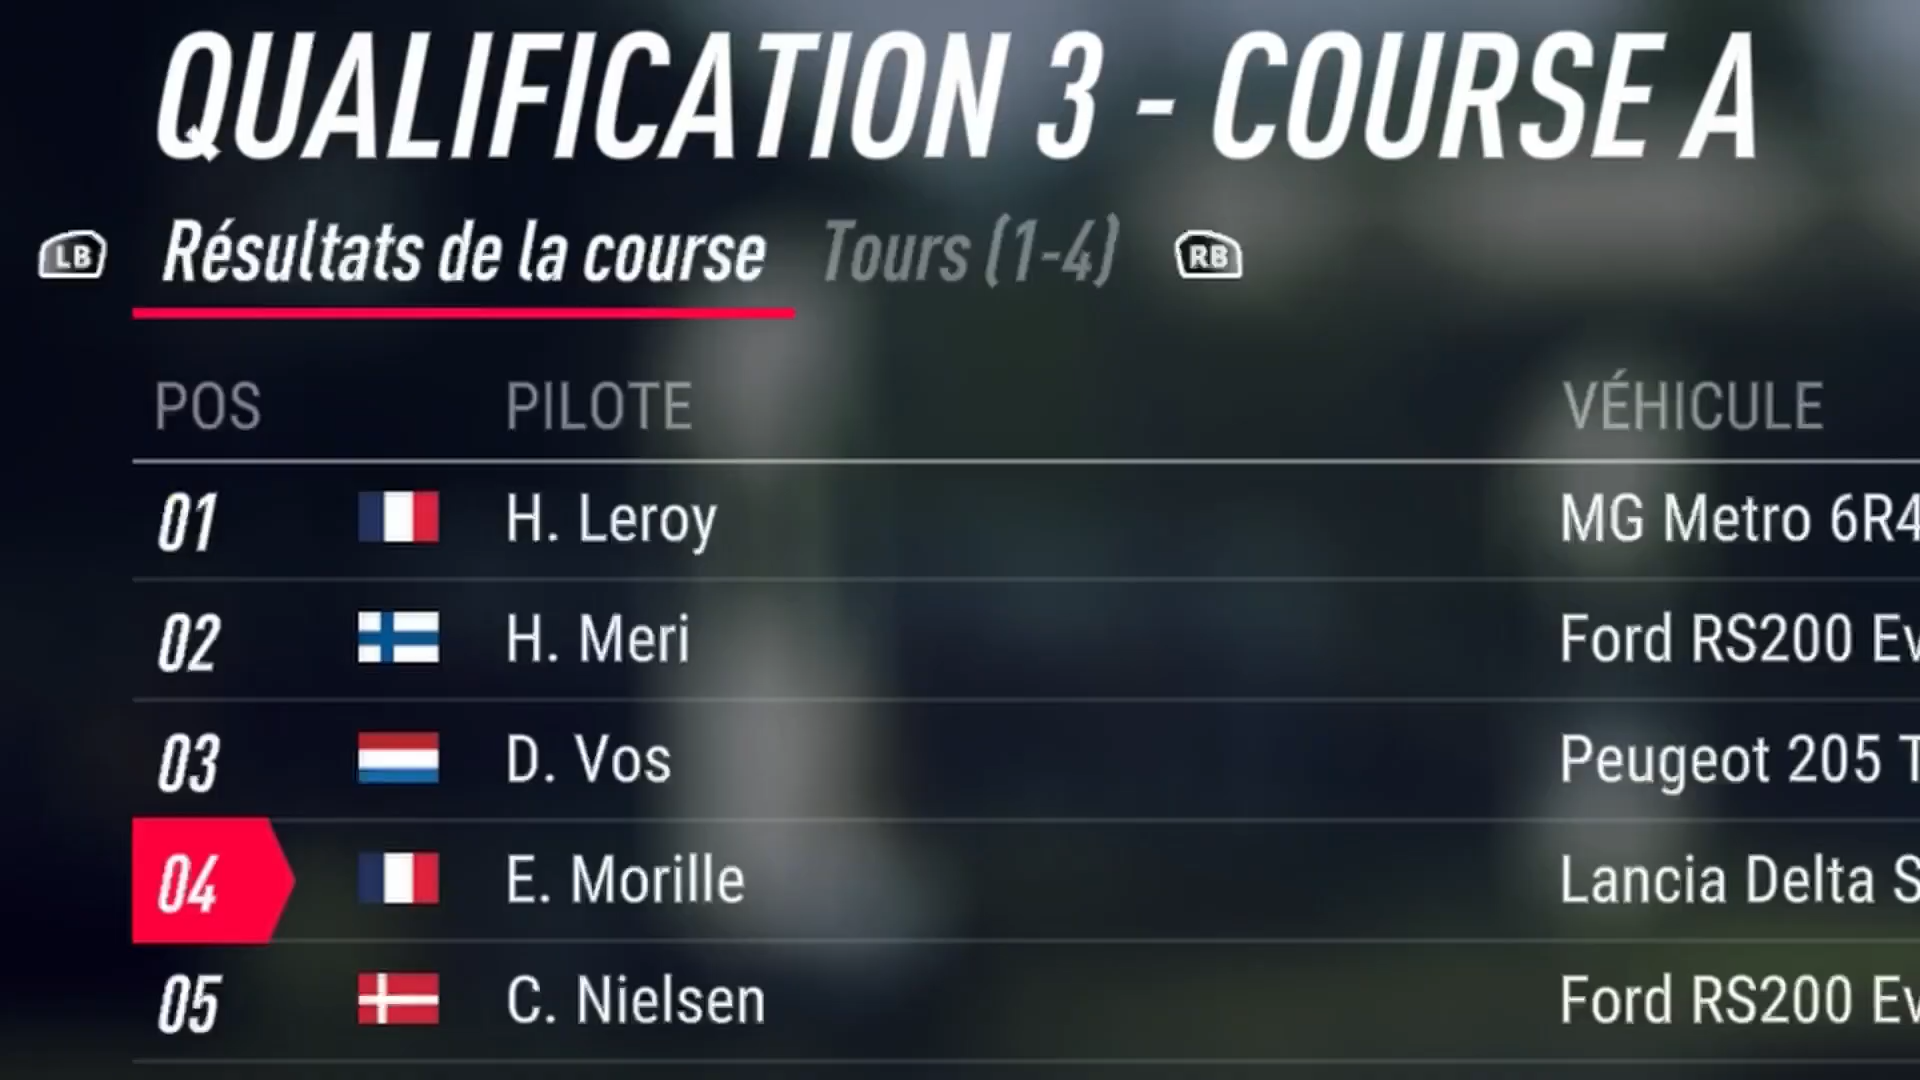 QUALIFICATION 3 - COURSE A
LB Résultats de la course Tours (1-4) RB
POS PILOTE VÉHICULE
01 H. Leroy MG Metro 6R4
02 H. Meri Ford RS200 Ev
03 D. Vos Peugeot 205 T
04 E. Morille Lancia Delta S
05 C. Nielsen Ford RS200 Ev